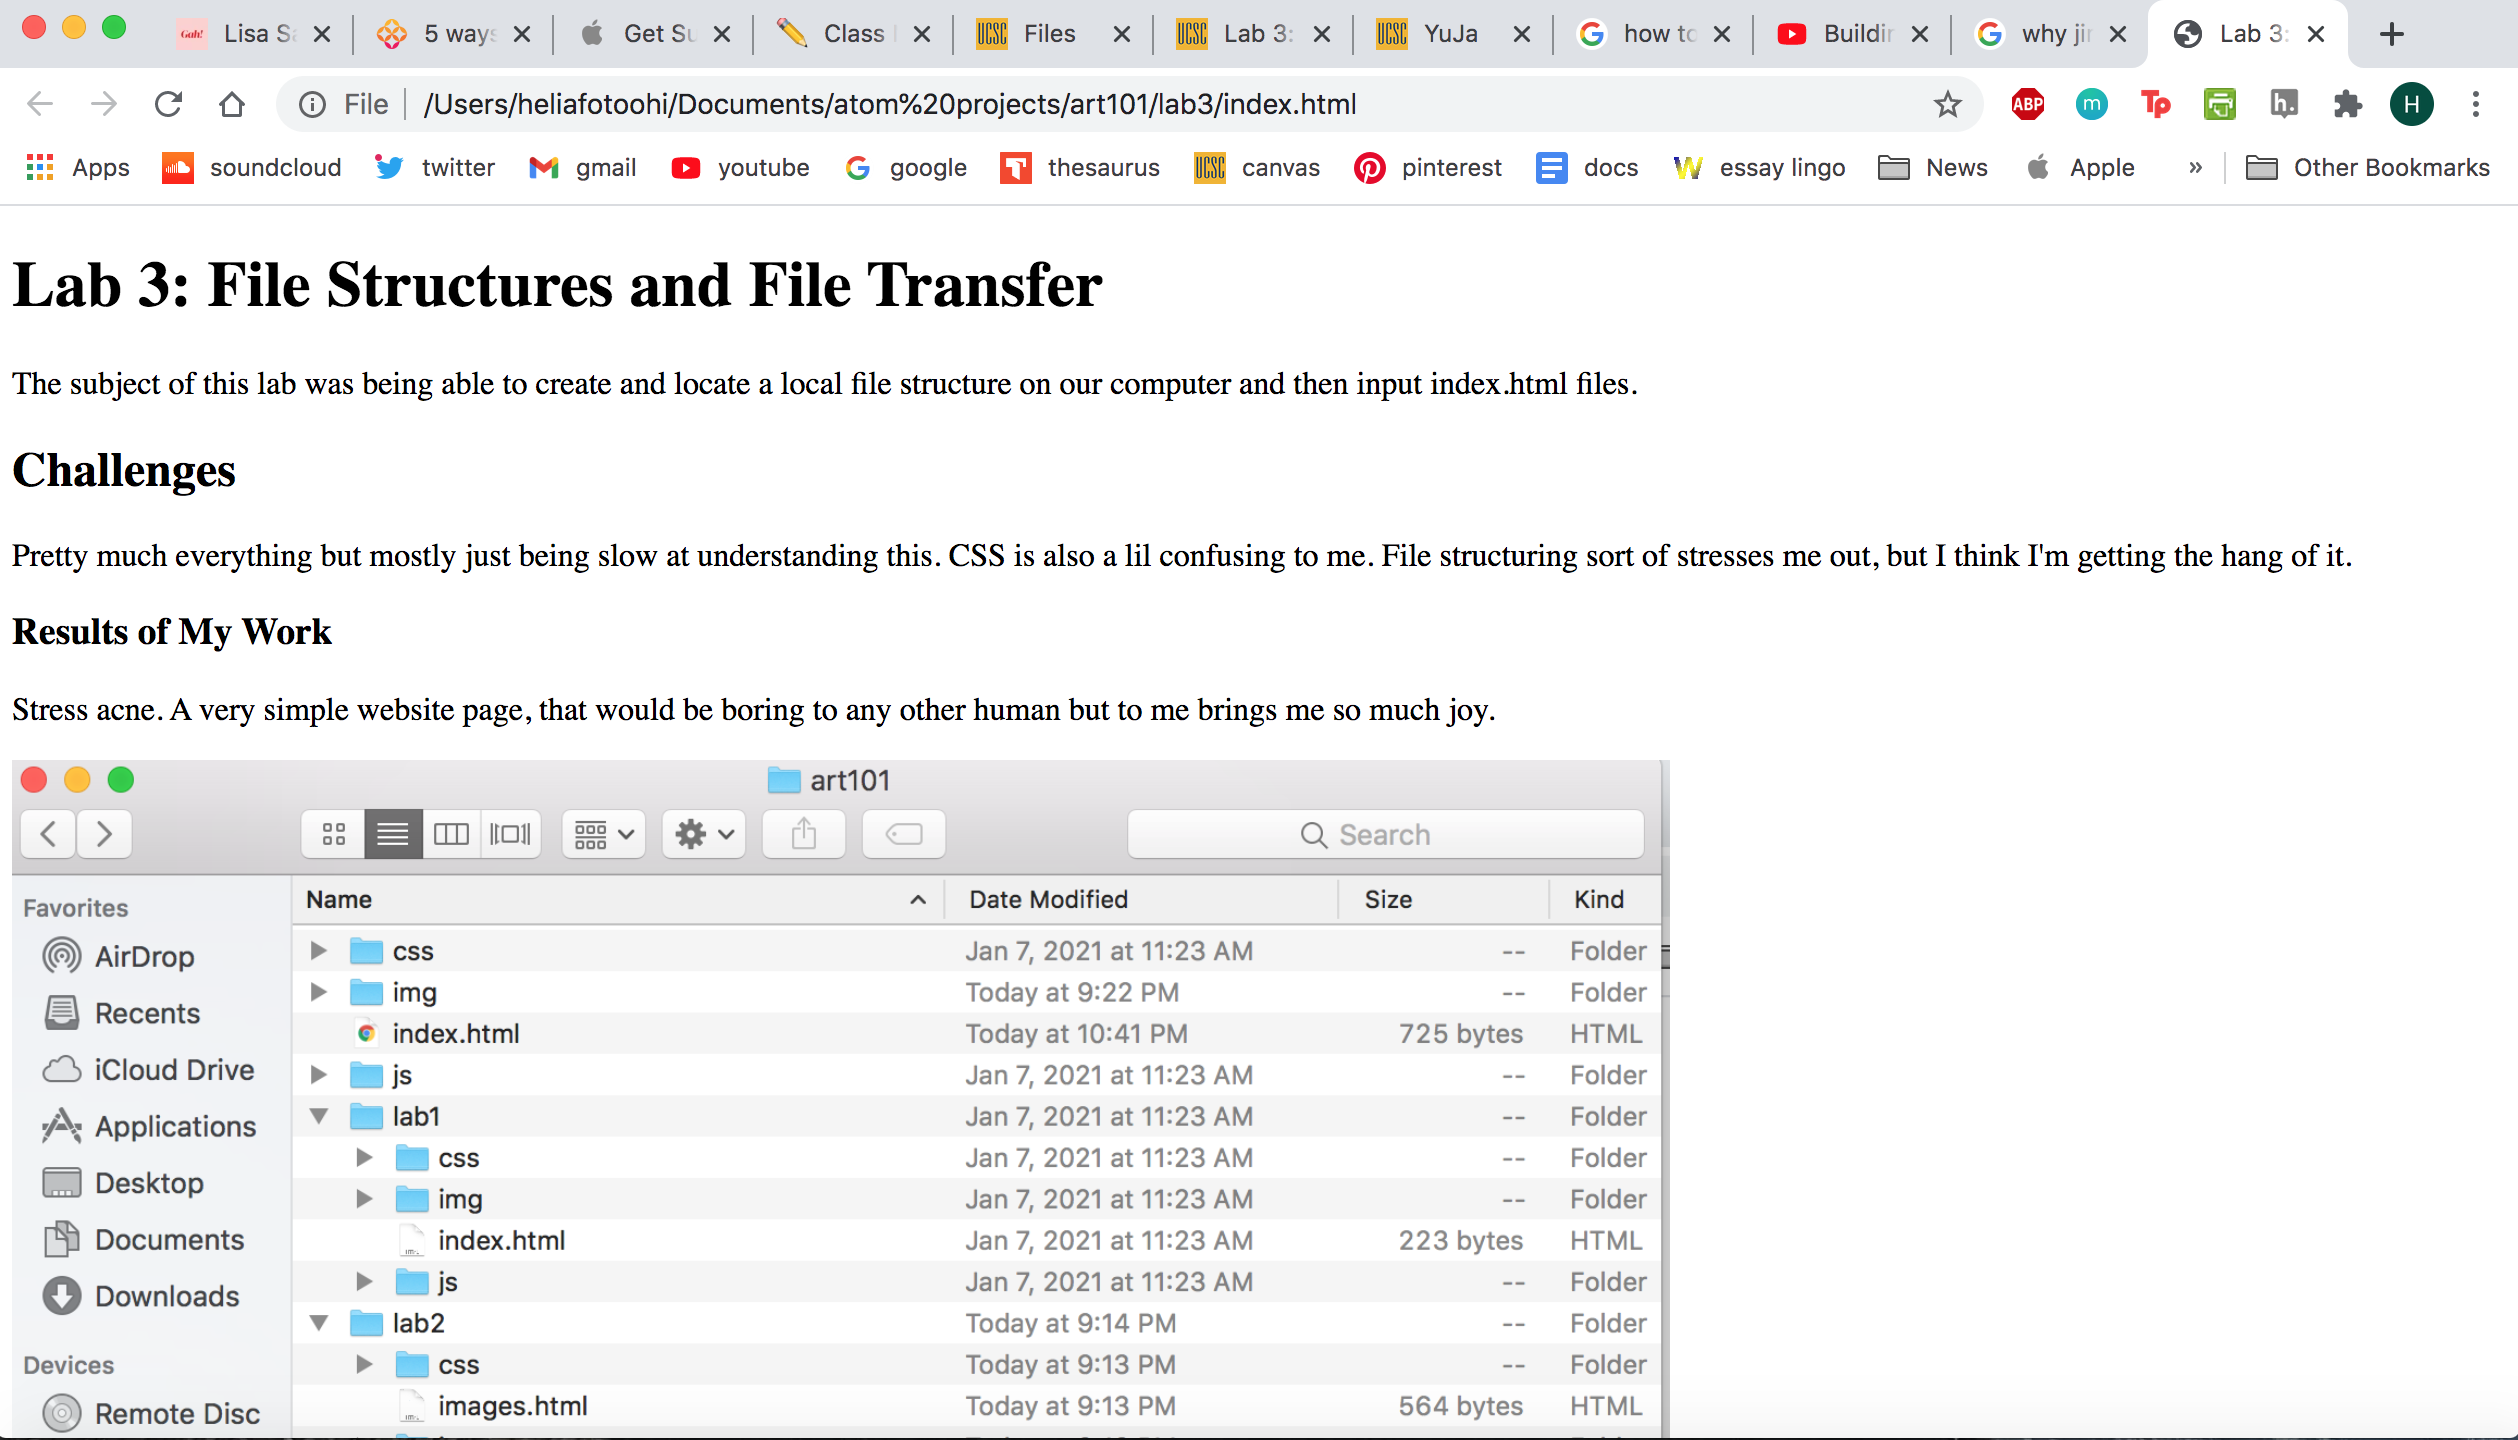 Gah! Lisa Sa 5 ways Get Su Class UCSC Files UCSC Lab 3: UCSC YuJa how to Buildin why jin Lab 3:
File /Users/heliafotoohi/Documents/atom%20projects/art101/lab3/index.html ABP m Tp h. H
Apps soundcloud twitter gmail youtube google thesaurus UCSC canvas pinterest docs essay lingo News Apple » Other Bookmarks
Lab 3: File Structures and File Transfer
The subject of this lab was being able to create and locate a local file structure on our computer and then input index.html files.
Challenges
Pretty much everything but mostly just being slow at understanding this. CSS is also a lil confusing to me. File structuring sort of stresses me out, but I think I'm getting the hang of it.
Results of My Work
Stress acne. A very simple website page, that would be boring to any other human but to me brings me so much joy.
art101
Search
Favorites
AirDrop
Recents
iCloud Drive
Applications
Desktop
Documents
Downloads
Devices
Remote Disc
Name Date Modified Size Kind
css Jan 7, 2021 at 11:23 AM -- Folder
img Today at 9:22 PM -- Folder
index.html Today at 10:41 PM 725 bytes HTML
js Jan 7, 2021 at 11:23 AM -- Folder
lab1 Jan 7, 2021 at 11:23 AM -- Folder
css Jan 7, 2021 at 11:23 AM -- Folder
img Jan 7, 2021 at 11:23 AM -- Folder
index.html Jan 7, 2021 at 11:23 AM 223 bytes HTML
js Jan 7, 2021 at 11:23 AM -- Folder
lab2 Today at 9:14 PM -- Folder
css Today at 9:13 PM -- Folder
images.html Today at 9:13 PM 564 bytes HTML